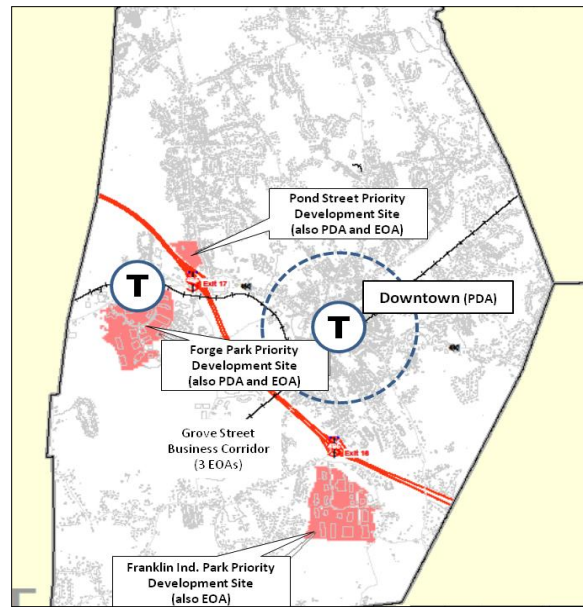 Pond Street Priority
Development Site
(also PDA and EOA)
Exit 17
T
Downtown (PDA)
T
Forge Park Priority
Development Site
(also PDA and EOA)
Grove Street
Business Corridor
(3 EOAs)
Exit 16
Franklin Ind. Park Priority
Development Site
(also EOA)